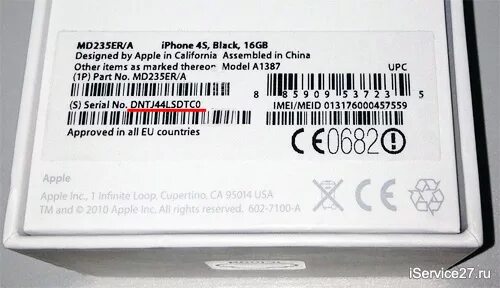 MD235ER/A iPhone 4S, Black, 16GB
Designed by Apple in California Assembled in China
Other items as marked thereon Model A1387
UPC
(1P) Part No. MD235ER/A
8 85909 53723 5
(S) Serial No. DNTJ44LSDTC0
IMEI/MEID 013176000457559
Approved in all EU countries
CE0682
Apple
Apple Inc., 1 Infinite Loop, Cupertino, CA 95014 USA
TM and © 2010 Apple Inc. All rights reserved. 602-7100-A
CE
iService27.ru